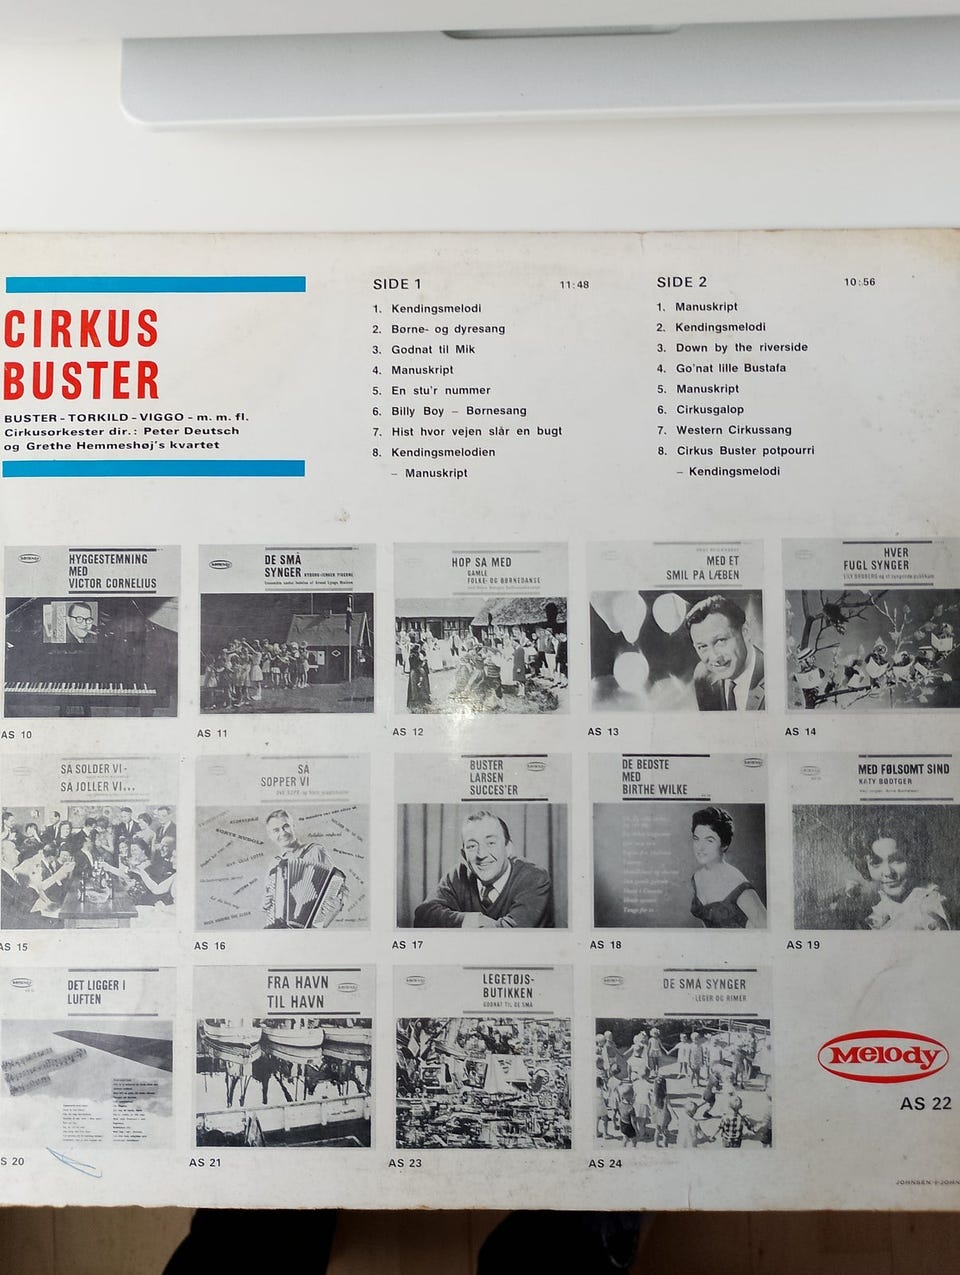 CIRKUS
BUSTER
BUSTER - TORKILD - VIGGO - m. m. fl.
Cirkusorkester dir.: Peter Deutsch
og Grethe Hemmeshøj's kvartet
SIDE 1 11:48
1. Kendingsmelodi
2. Børne- og dyresang
3. Godnat til Mik
4. Manuskript
5. En stu'r nummer
6. Billy Boy – Børnesang
7. Hist hvor vejen slår en bugt
8. Kendingsmelodien
– Manuskript
SIDE 2 10:56
1. Manuskript
2. Kendingsmelodi
3. Down by the riverside
4. Go'nat lille Bustafa
5. Manuskript
6. Cirkusgalop
7. Western Cirkussang
8. Cirkus Buster potpourri
– Kendingsmelodi
HYGGESTEMNING
MED
VICTOR CORNELIUS
AS 10
DE SMÅ
SYNGER
AS 11
HOP SA MED
GAMLE
FOLKE- OG BØRNEDANSE
AS 12
MED ET
SMIL PÅ LÆBEN
AS 13
HVER
FUGL SYNGER
AS 14
SA SOLDER VI -
SA JOLLER VI...
AS 15
SA
SOPPER VI
AS 16
BUSTER
LARSEN
SUCCES'ER
AS 17
DE BEDSTE
MED
BIRTHE WILKE
AS 18
MED FØLSOMT SIND
KATY BØDTGER
AS 19
DET LIGGER I
LUFTEN
S 20
FRA HAVN
TIL HAVN
AS 21
LEGETØJS-
BUTIKKEN
GODNAT TIL DE SMÅ
AS 23
DE SMÅ SYNGER
LEGER OG RIMER
AS 24
Melody
AS 22